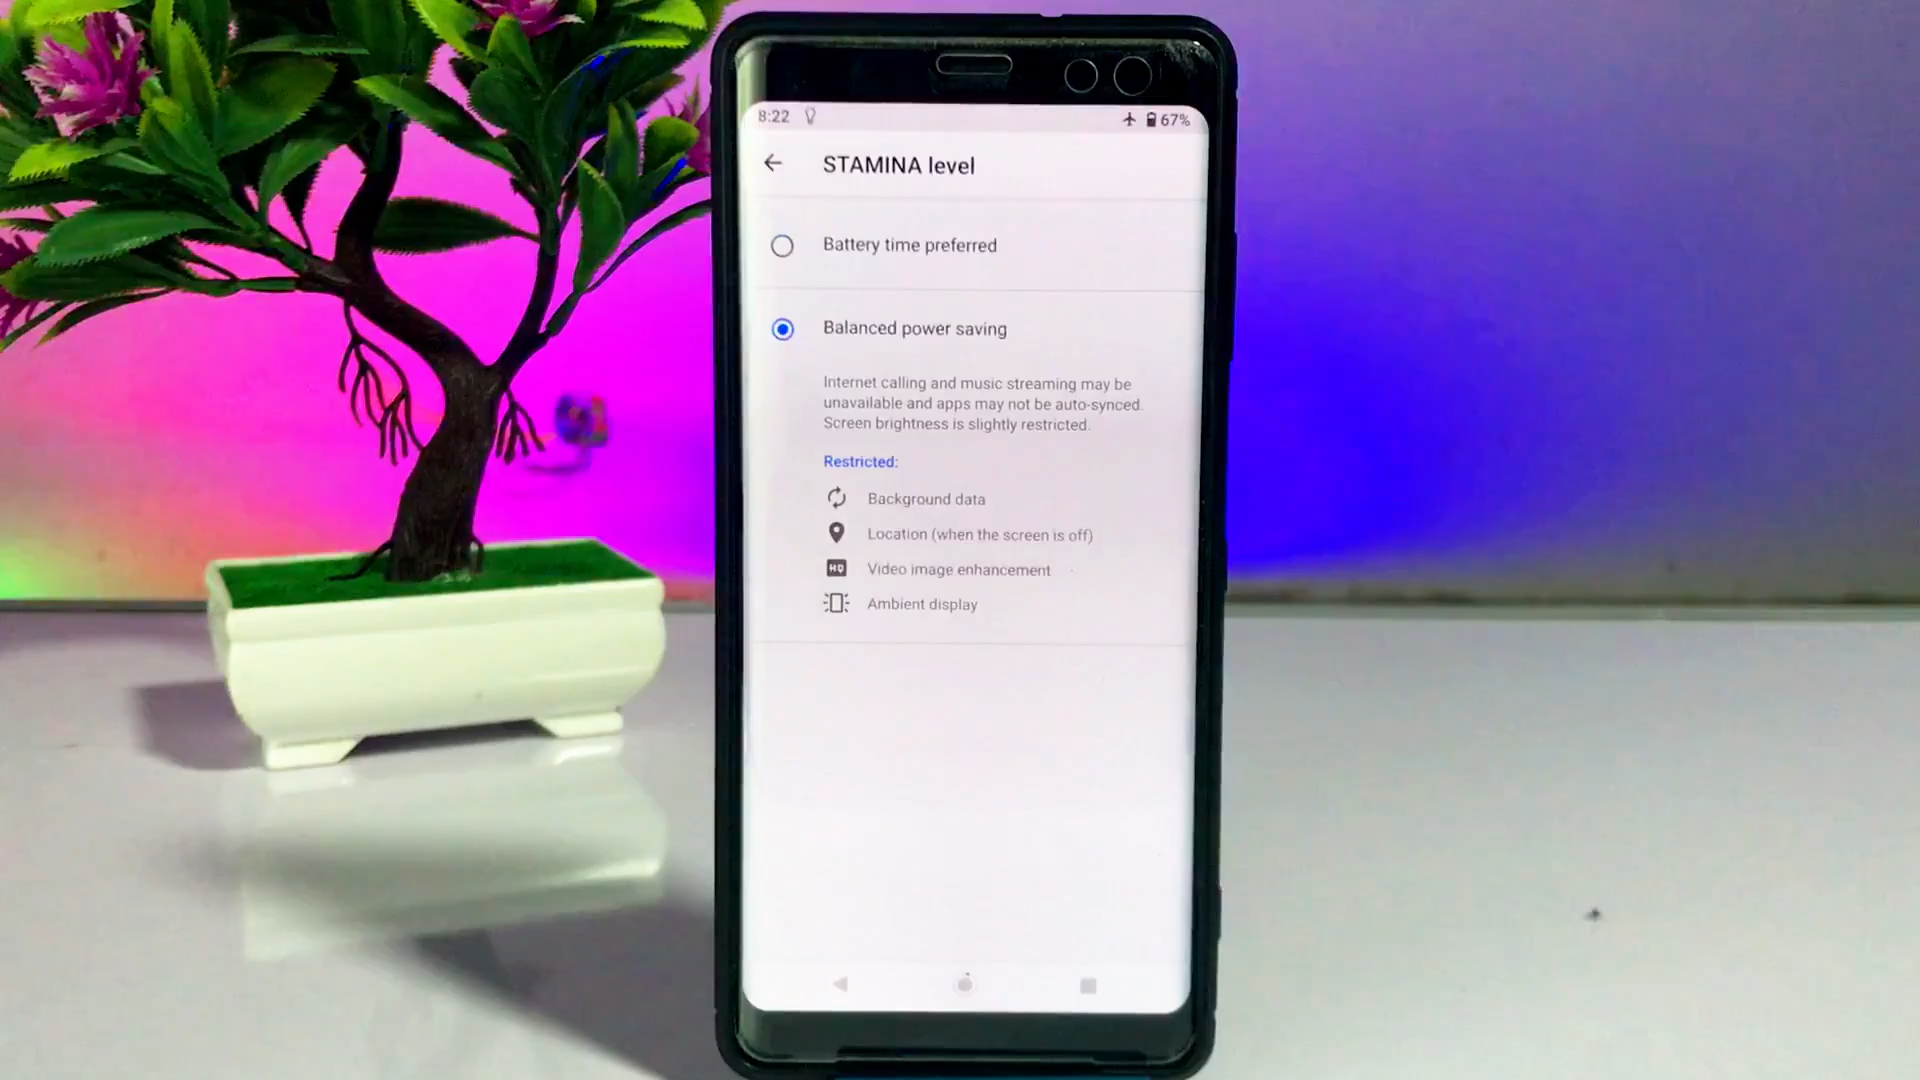 8:22 67%
STAMINA level
Battery time preferred
Balanced power saving
Internet calling and music streaming may be
unavailable and apps may not be auto-synced.
Screen brightness is slightly restricted.
Restricted:
Background data
Location (when the screen is off)
HQ Video image enhancement
Ambient display